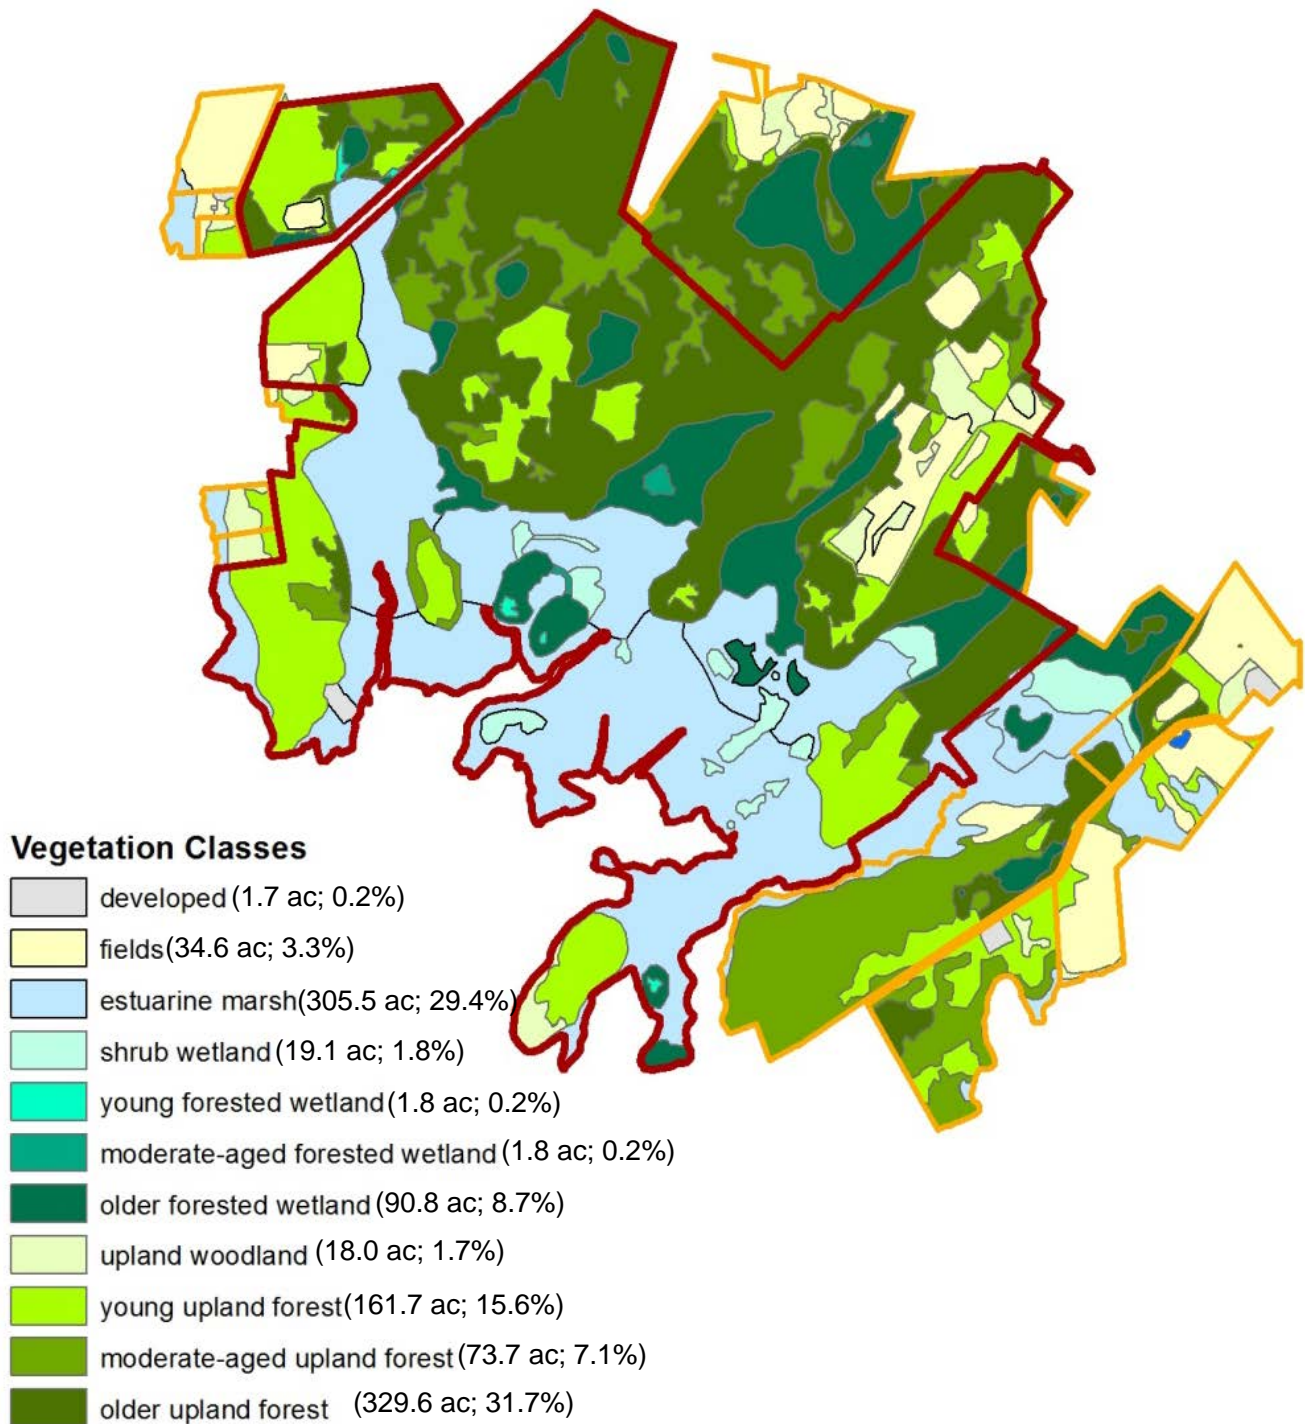 Vegetation Classes
developed (1.7 ac; 0.2%)
fields(34.6 ac; 3.3%)
estuarine marsh(305.5 ac; 29.4%)
shrub wetland (19.1 ac; 1.8%)
young forested wetland (1.8 ac; 0.2%)
moderate-aged forested wetland (1.8 ac; 0.2%)
older forested wetland (90.8 ac; 8.7%)
upland woodland (18.0 ac; 1.7%)
young upland forest(161.7 ac; 15.6%)
moderate-aged upland forest (73.7 ac; 7.1%)
older upland forest (329.6 ac; 31.7%)